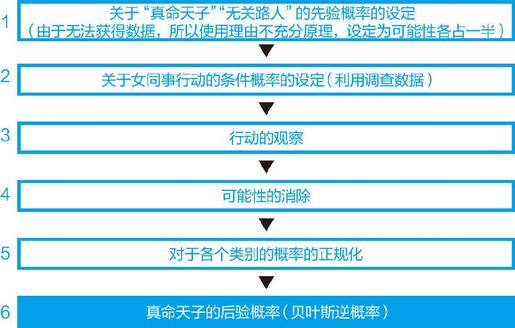 1 关于“真命天子”“无关路人”的先验概率的设定
（由于无法获得数据，所以使用理由不充分原理，设定为可能性各占一半）
2 关于女同事行动的条件概率的设定（利用调查数据）
3 行动的观察
4 可能性的消除
5 对于各个类别的概率的正规化
6 真命天子的后验概率（贝叶斯逆概率）